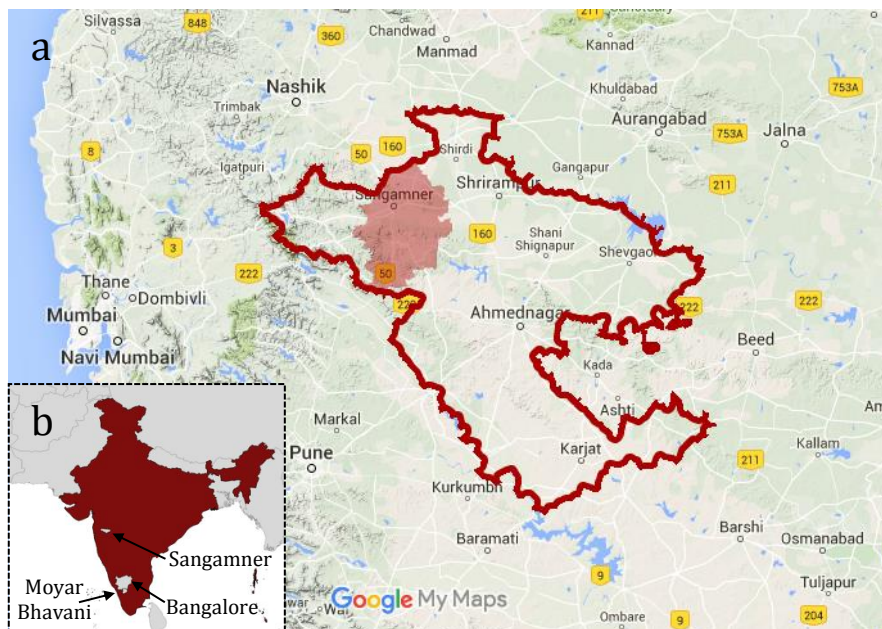 a
Silvassa
848
360
Chandwad
Manmad
211
Kannad
Nashik
Trimbak
Khuldabad
753A
Aurangabad
753A
Jalna
8
50
160
Igatpuri
Shirdi
Gangapur
Shrirampur
211
Sangamner
3
160
Shani
Shignapur
Shevgaon
222
50
Thane
Dombivli
222
222
222
Mumbai
Navi Mumbai
Ahmednagar
Beed
Kada
Ashti
Markal
Pune
Karjat
211
Kallam
Kurkumbh
Baramati
Barshi
Osmanabad
9
Tuljapur
Google My Maps
Ombare
9
204
b
Sangamner
Moyar
Bhavani
Bangalore